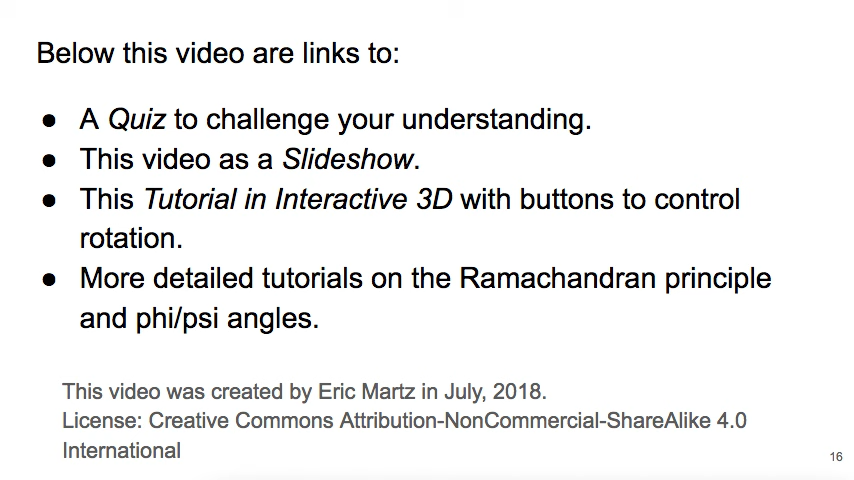 Below this video are links to:
● A Quiz to challenge your understanding.
● This video as a Slideshow.
● This Tutorial in Interactive 3D with buttons to control
rotation.
● More detailed tutorials on the Ramachandran principle
and phi/psi angles.
This video was created by Eric Martz in July, 2018.
License: Creative Commons Attribution-NonCommercial-ShareAlike 4.0
International
16